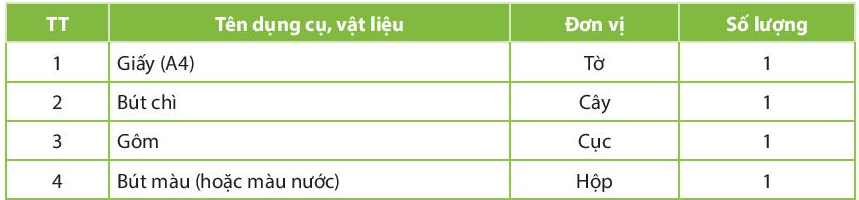 TT Tên dụng cụ, vật liệu Đơn vị Số lượng
1 Giấy (A4) Tờ 1
2 Bút chì Cây 1
3 Gôm Cục 1
4 Bút màu (hoặc màu nước) Hộp 1